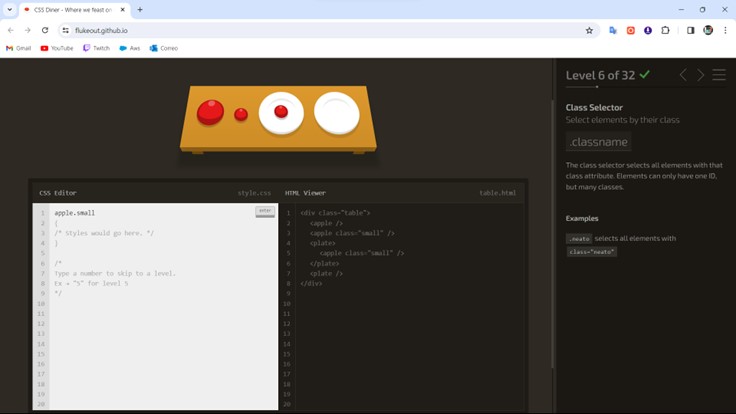 CSS Diner - Where we feast on
flukeout.github.io
Gmail YouTube Twitch Aws Correo
Level 6 of 32
Class Selector
Select elements by their class
.classname
The class selector selects all elements with that
class attribute. Elements can only have one ID,
but many classes.
Examples
.neato selects all elements with
class="neato"
CSS Editor style.css
enter
1 apple.small
2 {
3 /* Styles would go here. */
4 }
5
6 /*
7 Type a number to skip to a level.
8 Ex → "5" for level 5
9 */
10
11
12
13
14
15
16
17
18
19
20
HTML Viewer table.html
1 <div class="table">
2 <apple />
3 <apple class="small" />
4 <plate>
5 <apple class="small" />
6 </plate>
7 <plate />
8 </div>
9
10
11
12
13
14
15
16
17
18
19
20